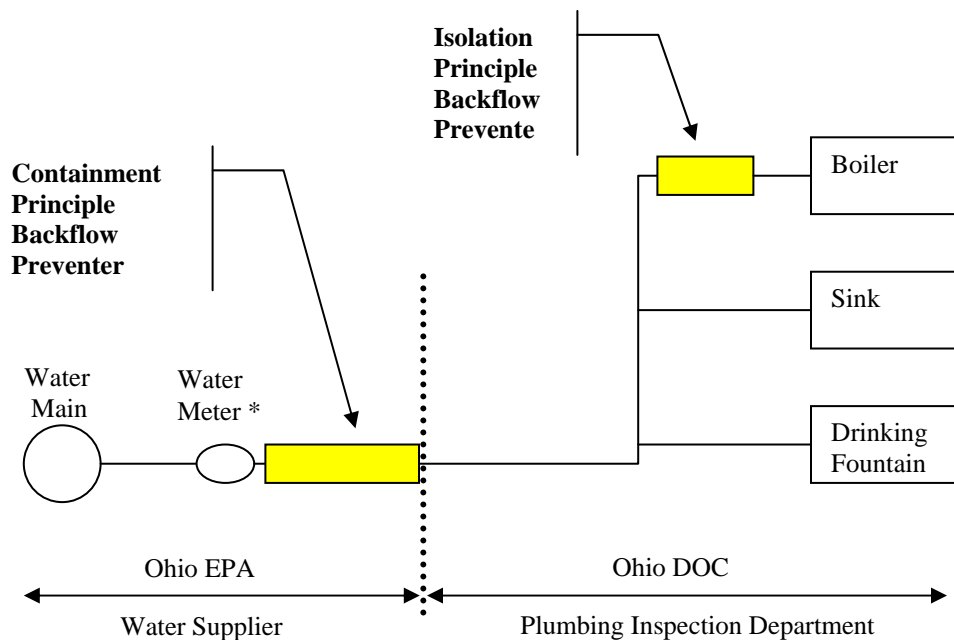 Isolation
Principle
Backflow
Prevente
Containment
Principle
Backflow
Preventer
Boiler
Sink
Water
Main
Water
Meter *
Drinking
Fountain
Ohio EPA
Ohio DOC
Water Supplier
Plumbing Inspection Department